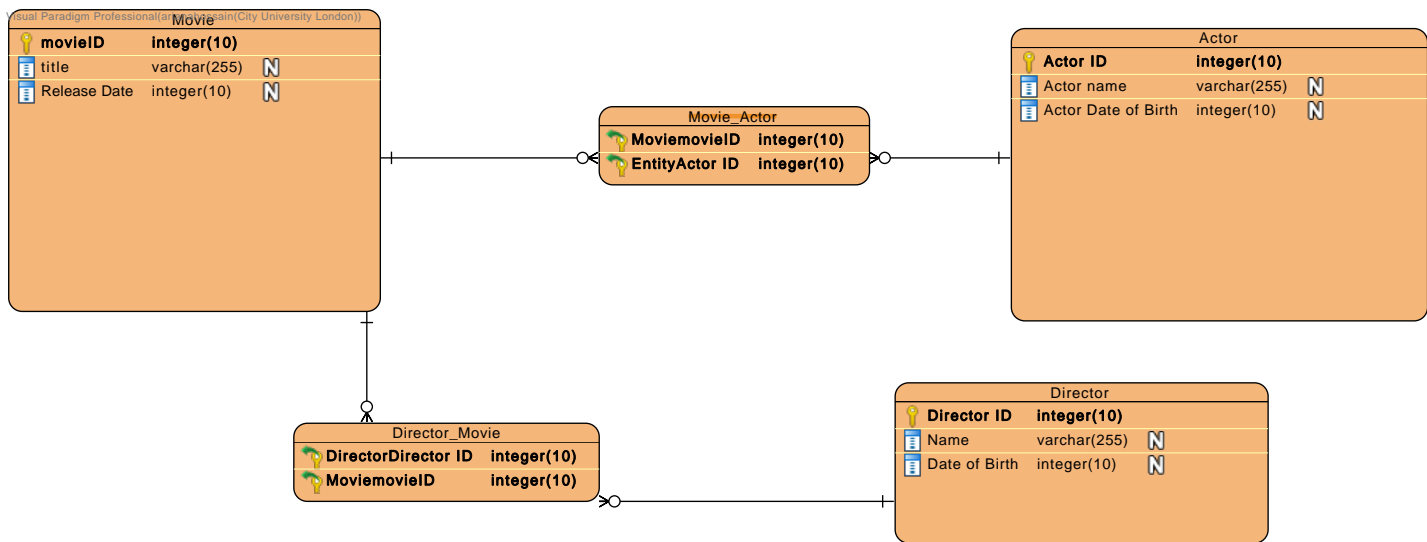 Visual Paradigm Professional(arjanahossain(City University London))
Movie
movieID integer(10)
title varchar(255) N
Release Date integer(10) N
Movie_Actor
MoviemovieID integer(10)
EntityActor ID integer(10)
Actor
Actor ID integer(10)
Actor name varchar(255) N
Actor Date of Birth integer(10) N
Director_Movie
DirectorDirector ID integer(10)
MoviemovieID integer(10)
Director
Director ID integer(10)
Name varchar(255) N
Date of Birth integer(10) N